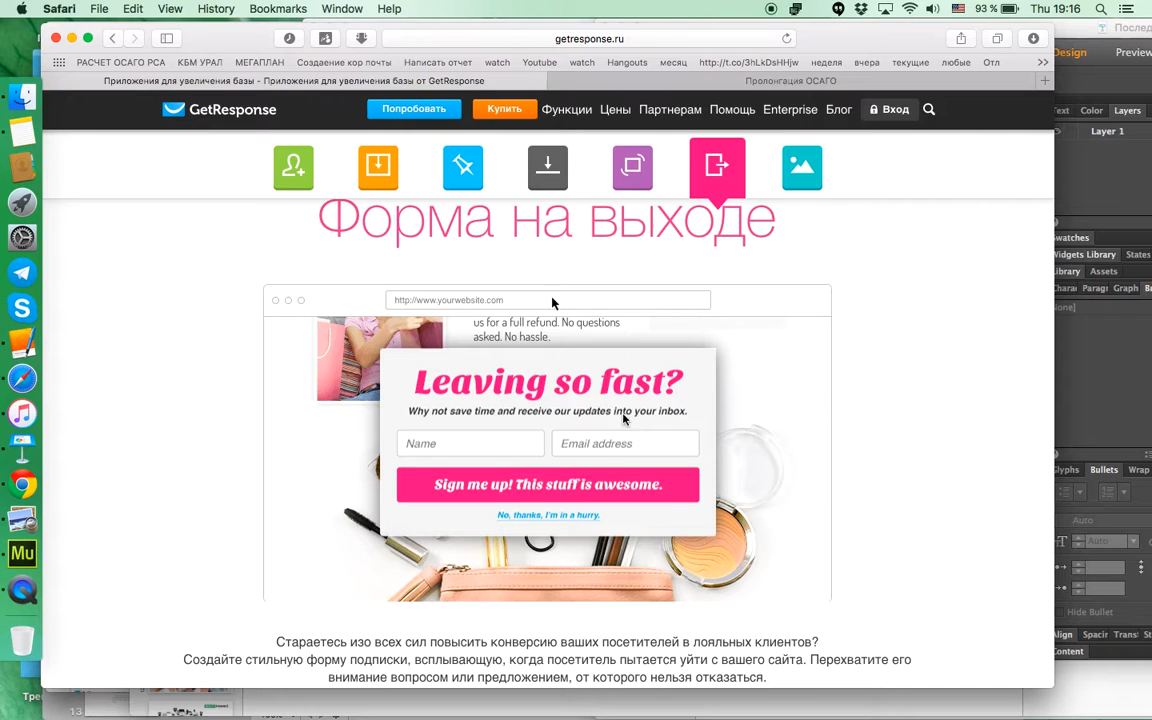 Safari File Edit View History Bookmarks Window Help
93 % Thu 19:16
getresponse.ru
РАСЧЕТ ОСАГО РСА КБМ УРАЛ МЕГАПЛАН Создаение кор почты Написать отчет watch Youtube watch Hangouts месяц http://t.co/3hLkDsHHjw неделя вчера текущие любые Отл
Приложения для увеличения базы - Приложения для увеличения базы от GetResponse
Пролонгация ОСАГО
GetResponse Попробовать Купить Функции Цены Партнерам Помощь Enterprise Блог Вход
Форма на выходе
http://www.yourwebsite.com
us for a full refund. No questions
asked. No hassle.
Leaving so fast?
Why not save time and receive our updates into your inbox.
Name Email address
Sign me up! This stuff is awesome.
No, thanks, I'm in a hurry.
Стараетесь изо всех сил повысить конверсию ваших посетителей в лояльных клиентов?
Создайте стильную форму подписки, всплывающую, когда посетитель пытается уйти с вашего сайта. Перехватите его
внимание вопросом или предложением, от которого нельзя отказаться.
Design Preview
Color Layers
Layer 1
Swatches
Widgets Library States
Assets
Graph
Bullets Wrap
Auto
Auto
Hide Bullet
Align Spacin Trans
Content
Mu
13